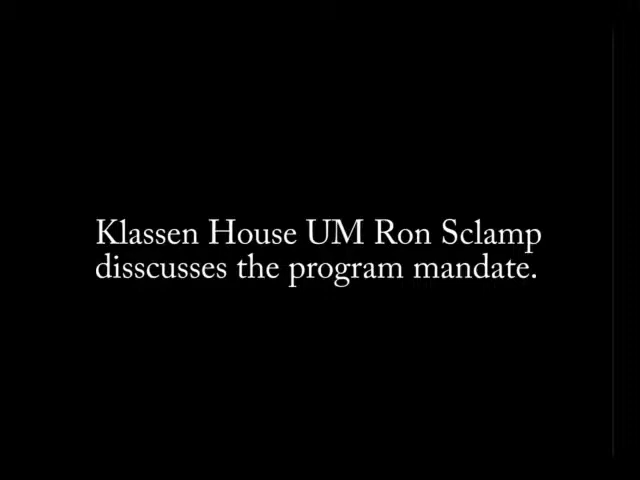 Klassen House UM Ron Sclamp
disscusses the program mandate.